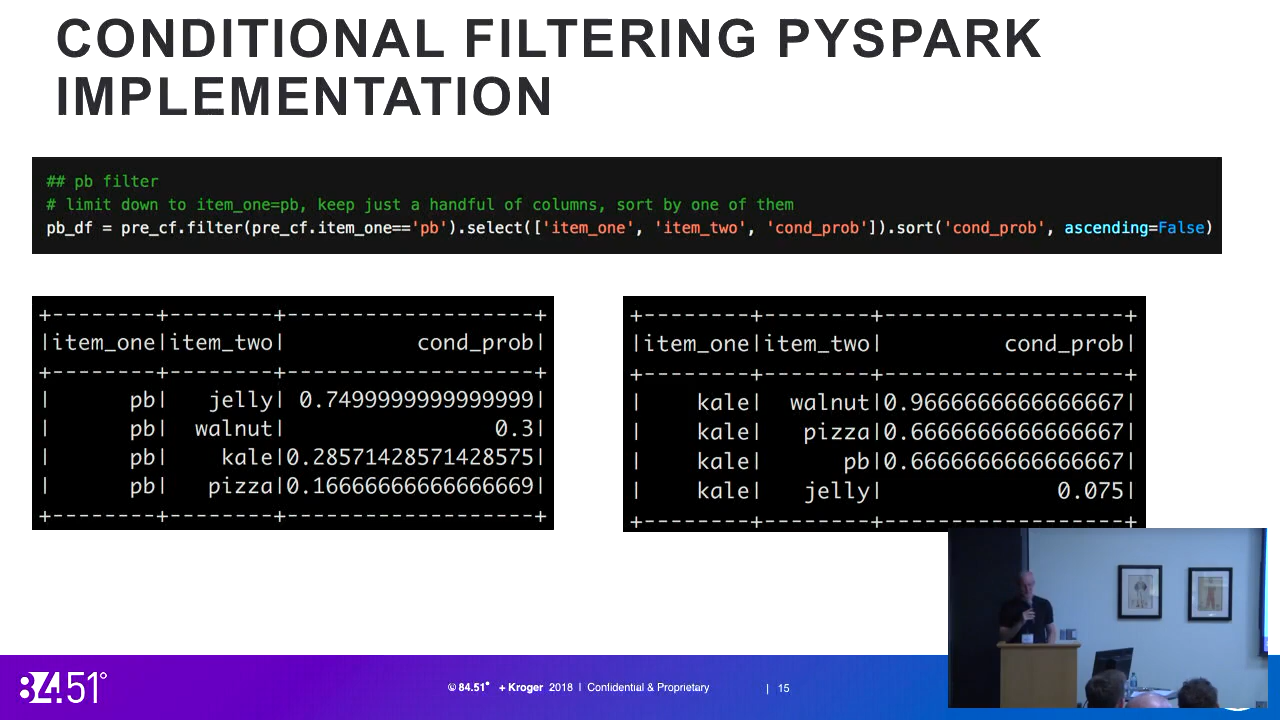 CONDITIONAL FILTERING PYSPARK
IMPLEMENTATION
## pb filter
# limit down to item_one=pb, keep just a handful of columns, sort by one of them
pb_df = pre_cf.filter(pre_cf.item_one=='pb').select(['item_one', 'item_two', 'cond_prob']).sort('cond_prob', ascending=False)
+--------+--------+-------------------+
|item_one|item_two|          cond_prob|
+--------+--------+-------------------+
|      pb|   jelly| 0.7499999999999999|
|      pb|  walnut|                0.3|
|      pb|    kale|0.28571428571428575|
|      pb|   pizza|0.16666666666666669|
+--------+--------+-------------------+
+--------+--------+------------------+
|item_one|item_two|         cond_prob|
+--------+--------+------------------+
|    kale|  walnut|0.9666666666666667|
|    kale|   pizza|0.6666666666666667|
|    kale|      pb|0.6666666666666667|
|    kale|   jelly|             0.075|
+--------+--------+------------------+
84.51°
© 84.51° + Kroger 2018 | Confidential & Proprietary | 15